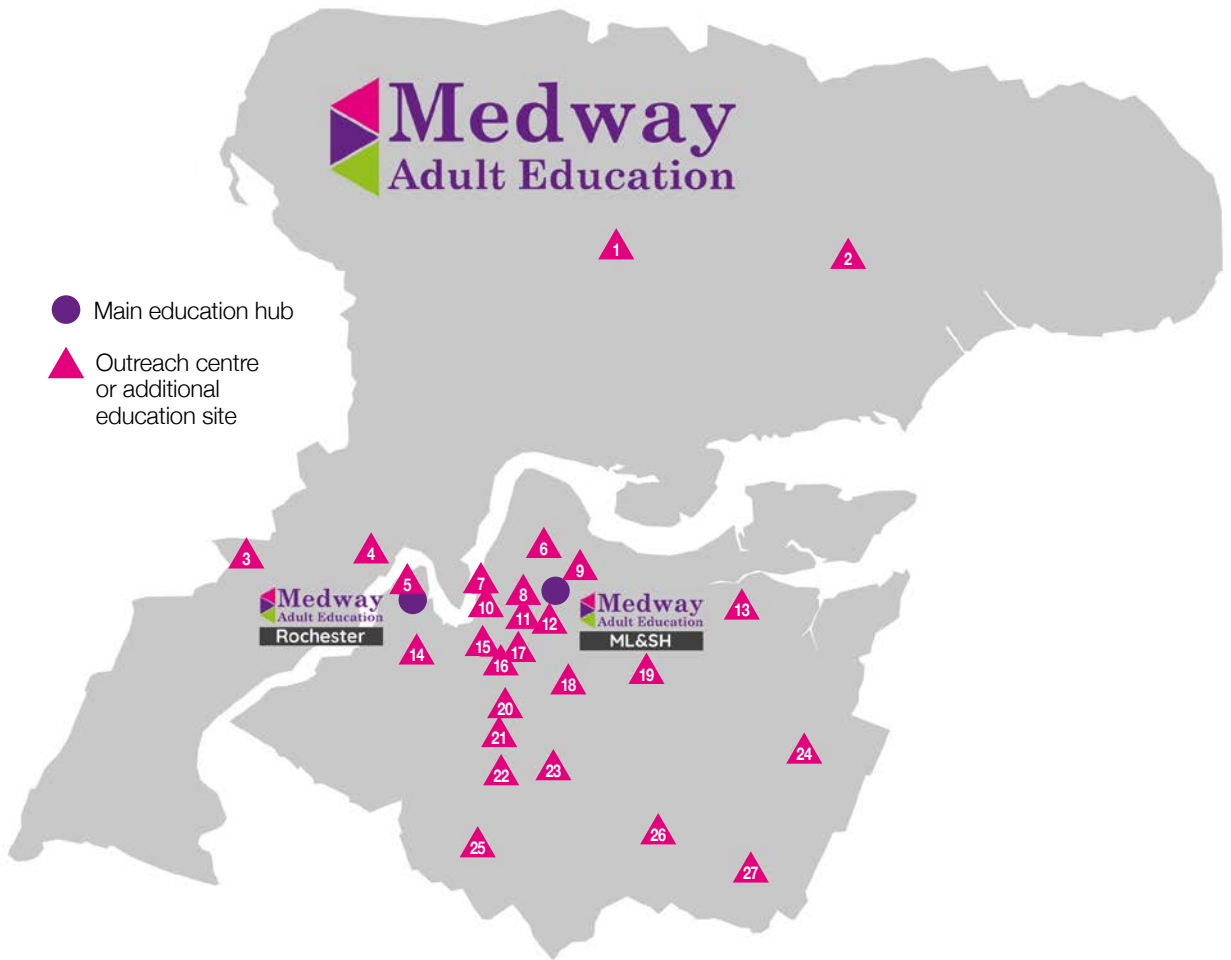 Medway
Adult Education
1
2
Main education hub
Outreach centre
or additional
education site
3
4
5
6
7
8
9
10
11
12
13
Medway
Adult Education
Rochester
Medway
Adult Education
ML&SH
14
15
16
17
18
19
20
21
22
23
24
25
26
27